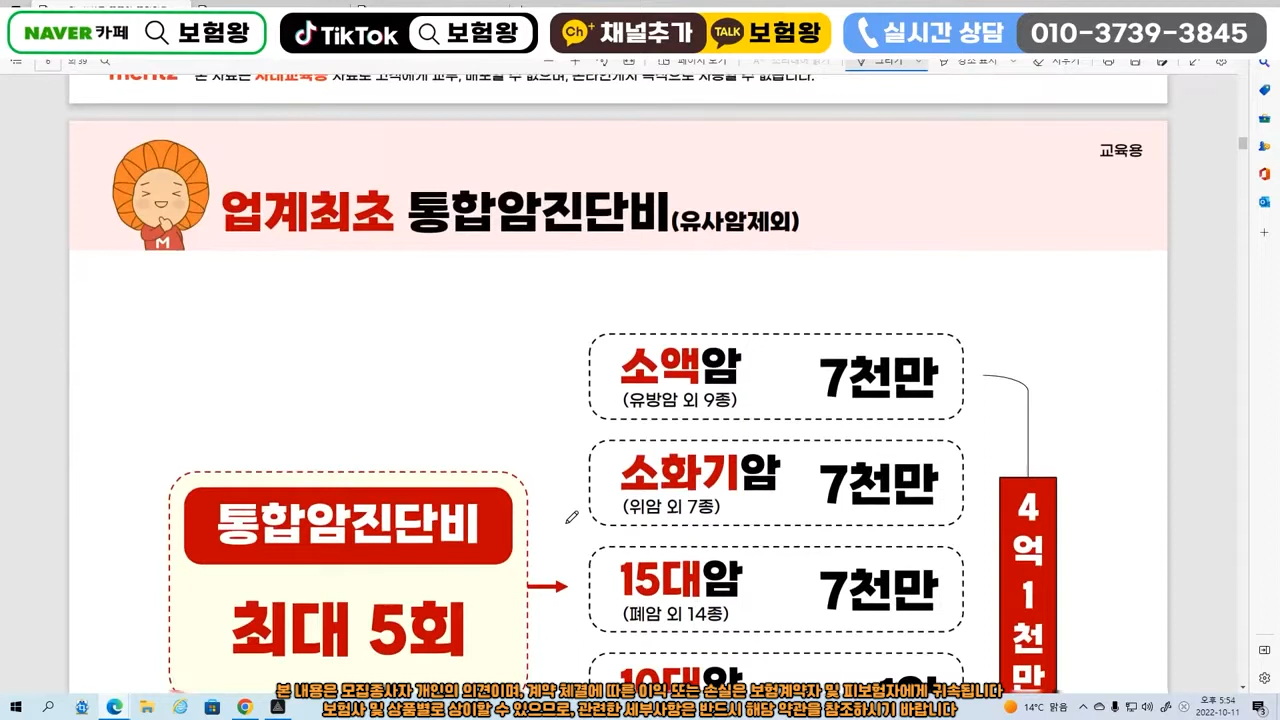 NAVER 카페 보험왕 TikTok 보험왕 Ch+ 채널추가 TALK 보험왕 실시간 상담 010-3739-3845
6
교육용
업계최초 통합암진단비(유사암제외)
M
소액암 7천만
(유방암 외 9종)
소화기암 7천만
(위암 외 7종)
통합암진단비
최대 5회
15대암 7천만
(폐암 외 14종)
4억1천만
본 내용은 모집종사자 개인의 의견이며, 계약 체결에 따른 이익 또는 손실은 보험계약자 및 피보험자에게 귀속됩니다
보험사 및 상품별로 상이할 수 있으므로, 관련한 세부사항은 반드시 해당 약관을 참조하시기 바랍니다
14℃ 맑음
오후 5:54
2022-10-11